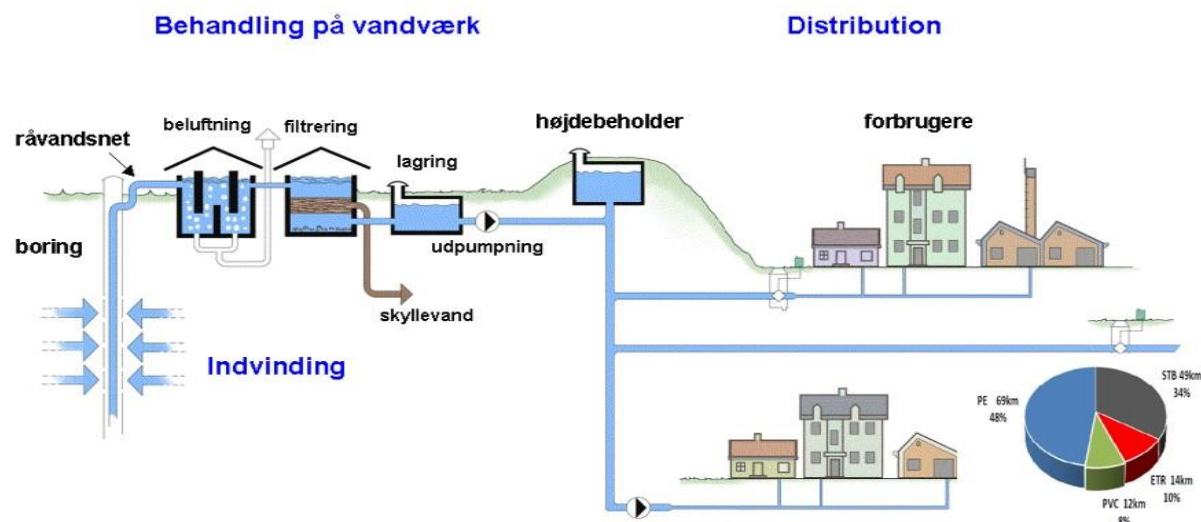 Behandling på vandværk
Distribution
råvandsnet
beluftning
filtrering
lagring
højdebeholder
forbrugere
boring
udpumpning
skyllevand
Indvinding
STB 49km
34%
PE 69km
48%
ETR 14km
10%
PVC 12km
8%